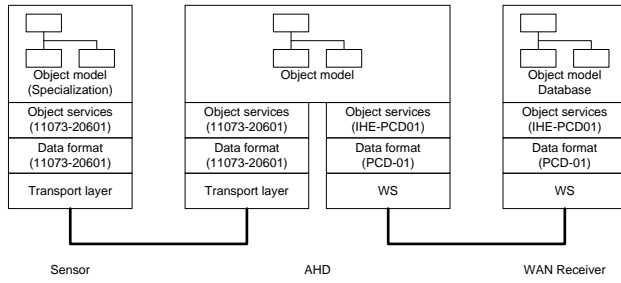 Object model
(Specialization)
Object services
(11073-20601)
Data format
(11073-20601)
Transport layer
Object model
Object services
(11073-20601)
Data format
(11073-20601)
Transport layer
Object services
(IHE-PCD01)
Data format
(PCD-01)
WS
Object model
Database
Object services
(IHE-PCD01)
Data format
(PCD-01)
WS
Sensor
AHD
WAN Receiver